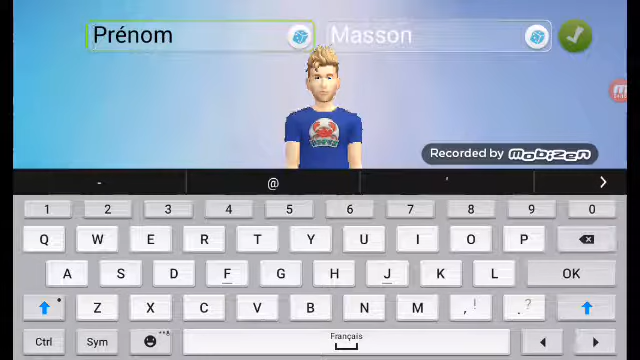 Prénom Masson
Recorded by mobizen
- @ ' >
1 2 3 4 5 6 7 8 9 0
Q W E R T Y U I O P
A S D F G H J K L OK
Z X C V B N M ,! .?
Ctrl Sym Français